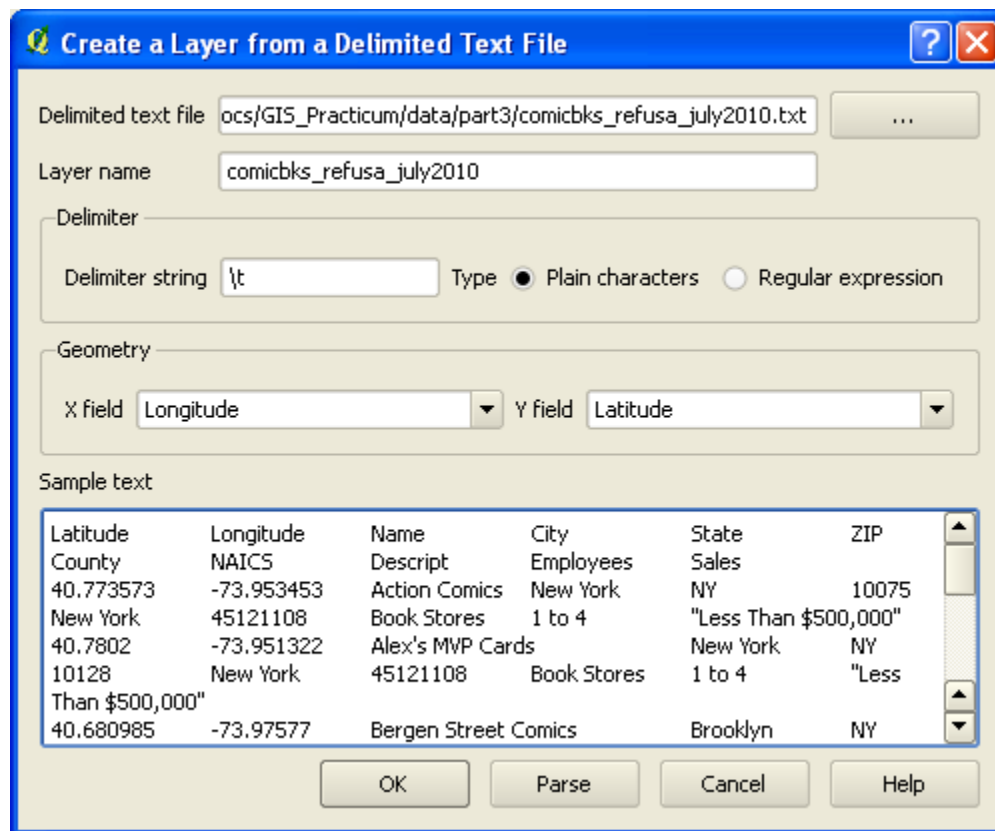 Create a Layer from a Delimited Text File
Delimited text file ocs/GIS_Practicum/data/part3/comicbks_refusa_july2010.txt ...
Layer name comicbks_refusa_july2010
Delimiter
Delimiter string \t Type Plain characters Regular expression
Geometry
X field Longitude Y field Latitude
Sample text
Latitude Longitude Name City State ZIP
County NAICS Descript Employees Sales
40.773573 -73.953453 Action Comics New York NY 10075
New York 45121108 Book Stores 1 to 4 "Less Than $500,000"
40.7802 -73.951322 Alex's MVP Cards New York NY
10128 New York 45121108 Book Stores 1 to 4 "Less
Than $500,000"
40.680985 -73.97577 Bergen Street Comics Brooklyn NY
OK Parse Cancel Help